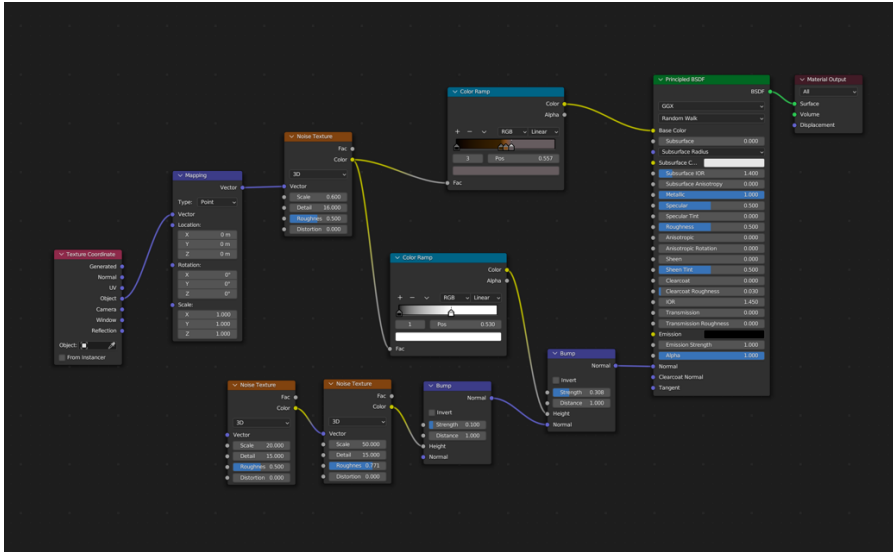 Texture Coordinate
Generated
Normal
UV
Object
Camera
Window
Reflection
Object:
From Instancer
Mapping
Vector
Type: Point
Vector
Location:
X 0 m
Y 0 m
Z 0 m
Rotation:
X 0°
Y 0°
Z 0°
Scale:
X 1.000
Y 1.000
Z 1.000
Noise Texture
Fac
Color
3D
Vector
Scale 0.600
Detail 16.000
Roughnes 0.500
Distortion 0.000
Color Ramp
Color
Alpha
+ − RGB Linear
3 Pos 0.557
Fac
Color Ramp
Color
Alpha
+ − RGB Linear
1 Pos 0.530
Fac
Noise Texture
Fac
Color
3D
Vector
Scale 20.000
Detail 15.000
Roughnes 0.500
Distortion 0.000
Noise Texture
Fac
Color
3D
Vector
Scale 50.000
Detail 15.000
Roughnes 0.771
Distortion 0.000
Bump
Normal
Invert
Strength 0.100
Distance 1.000
Height
Normal
Bump
Normal
Invert
Strength 0.308
Distance 1.000
Height
Normal
Principled BSDF
BSDF
GGX
Random Walk
Base Color
Subsurface 0.000
Subsurface Radius
Subsurface C...
Subsurface IOR 1.400
Subsurface Anisotropy 0.000
Metallic 1.000
Specular 0.500
Specular Tint 0.000
Roughness 0.500
Anisotropic 0.000
Anisotropic Rotation 0.000
Sheen 0.000
Sheen Tint 0.500
Clearcoat 0.000
Clearcoat Roughness 0.030
IOR 1.450
Transmission 0.000
Transmission Roughness 0.000
Emission
Emission Strength 1.000
Alpha 1.000
Normal
Clearcoat Normal
Tangent
Material Output
All
Surface
Volume
Displacement